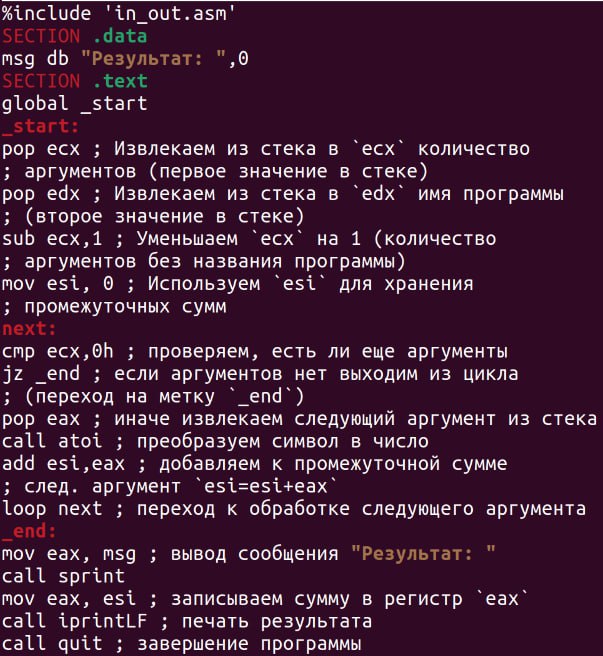 %include 'in_out.asm'
SECTION .data
msg db "Результат: ",0
SECTION .text
global _start
_start:
pop ecx ; Извлекаем из стека в `ecx` количество
; аргументов (первое значение в стеке)
pop edx ; Извлекаем из стека в `edx` имя программы
; (второе значение в стеке)
sub ecx,1 ; Уменьшаем `ecx` на 1 (количество
; аргументов без названия программы)
mov esi, 0 ; Используем `esi` для хранения
; промежуточных сумм
next:
cmp ecx,0h ; проверяем, есть ли еще аргументы
jz _end ; если аргументов нет выходим из цикла
; (переход на метку `_end`)
pop eax ; иначе извлекаем следующий аргумент из стека
call atoi ; преобразуем символ в число
add esi,eax ; добавляем к промежуточной сумме
; след. аргумент `esi=esi+eax`
loop next ; переход к обработке следующего аргумента
_end:
mov eax, msg ; вывод сообщения "Результат: "
call sprint
mov eax, esi ; записываем сумму в регистр `eax`
call iprintLF ; печать результата
call quit ; завершение программы